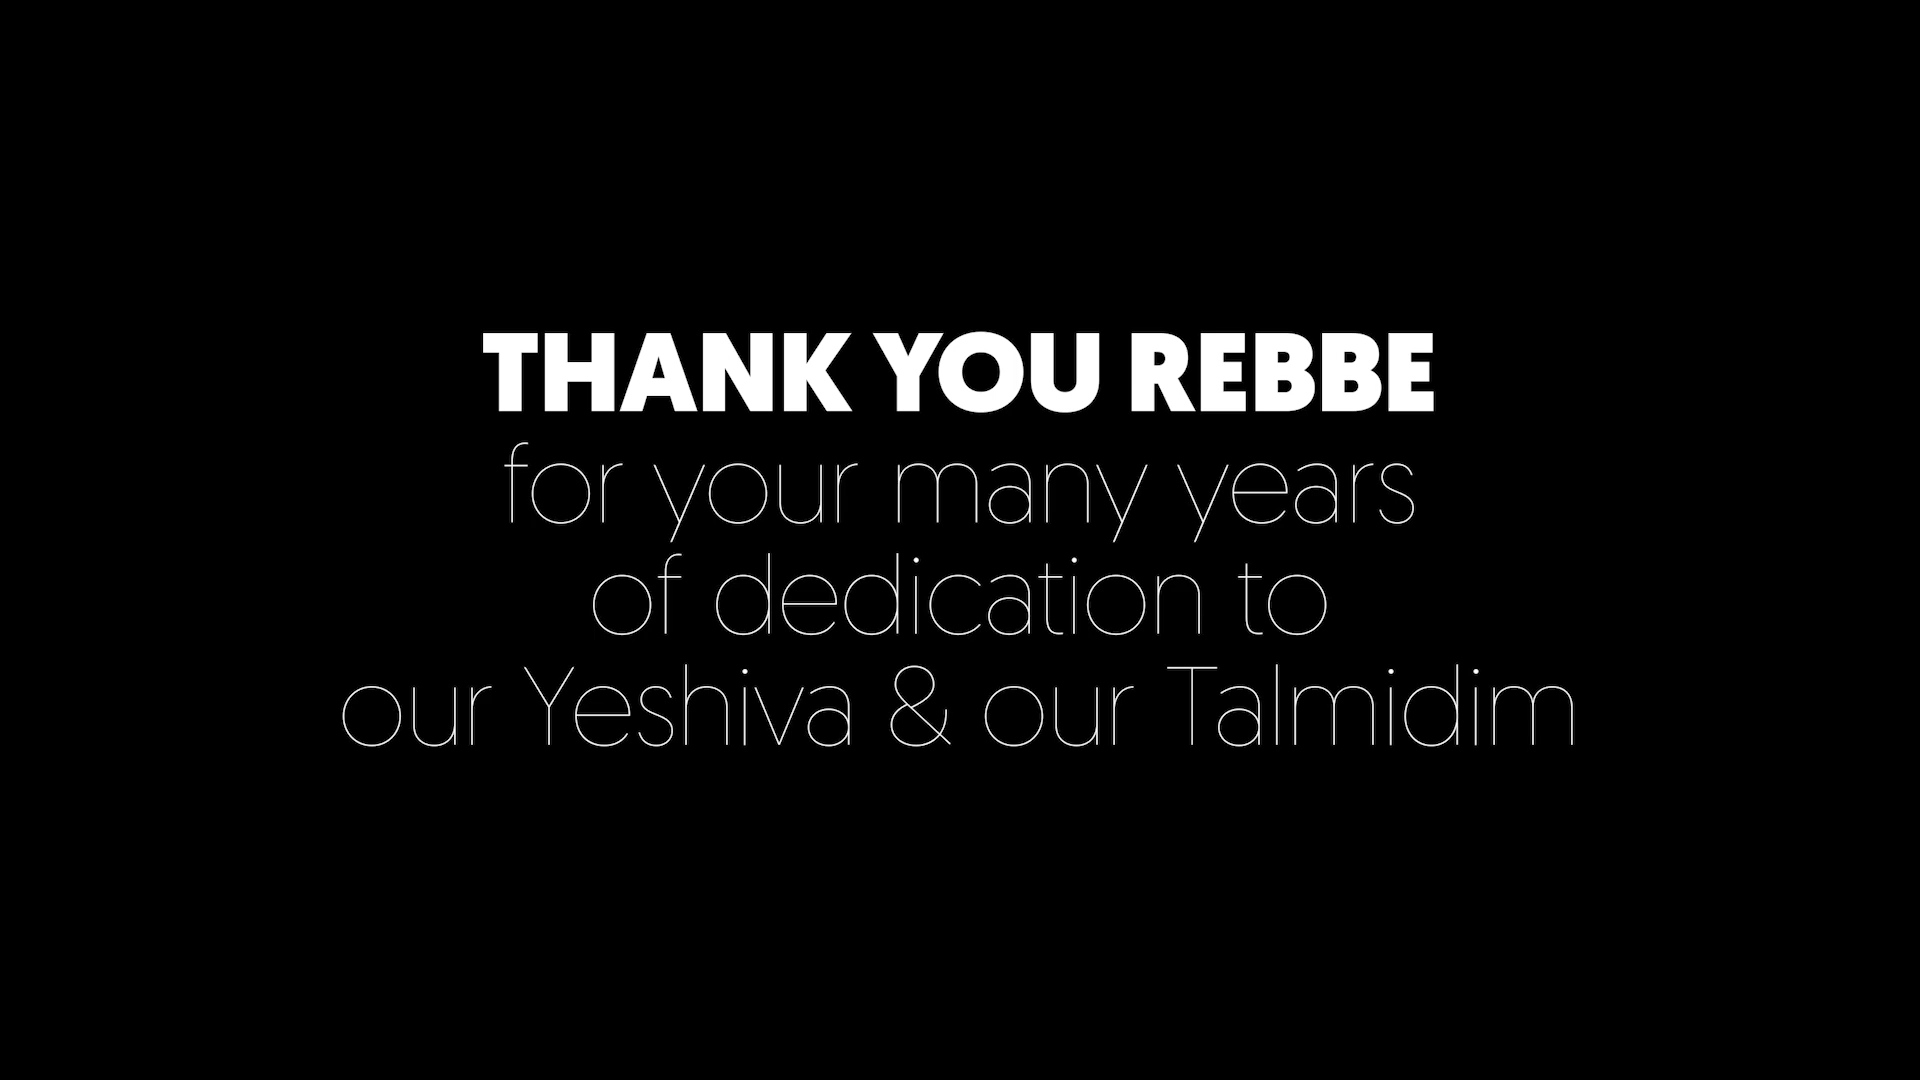 THANK YOU REBBE
for your many years
of dedication to
our Yeshiva & our Talmidim